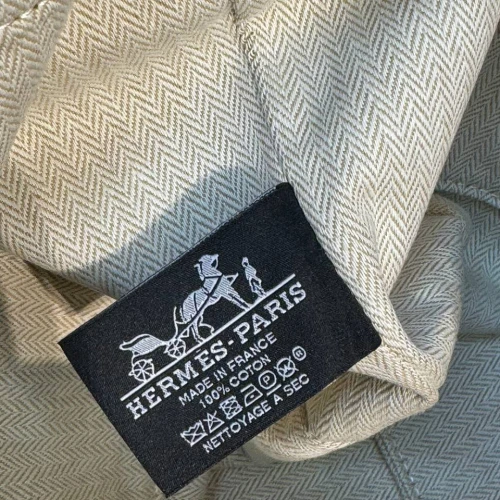 HERMES-PARIS
MADE IN FRANCE
100% COTON
P
NETTOYAGE A SEC